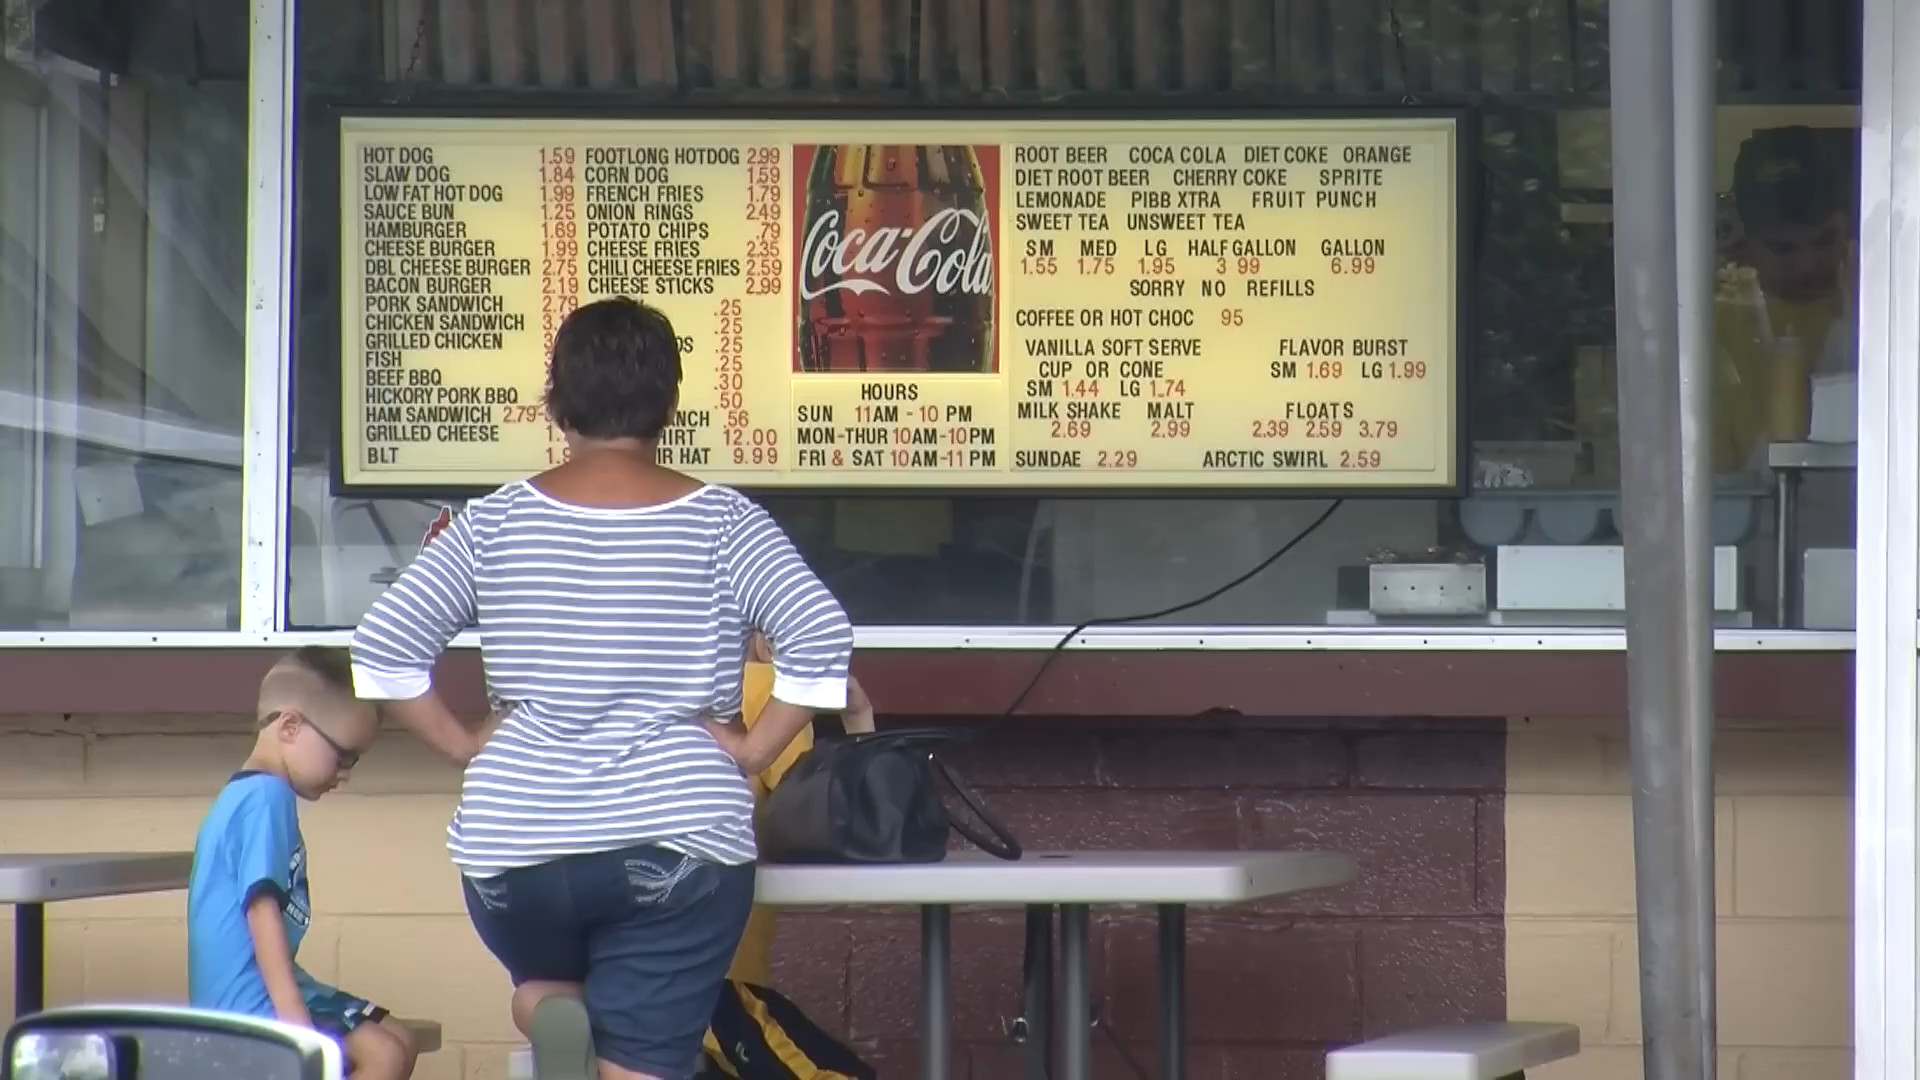 HOT DOG 1.59
SLAW DOG 1.84
LOW FAT HOT DOG 1.99
SAUCE BUN 1.25
HAMBURGER 1.69
CHEESE BURGER 1.99
DBL CHEESE BURGER 2.75
BACON BURGER 2.19
PORK SANDWICH 2.79
CHICKEN SANDWICH
GRILLED CHICKEN
FISH
BEEF BBQ
HICKORY PORK BBQ
HAM SANDWICH 2.79-
GRILLED CHEESE
BLT
FOOTLONG HOTDOG 2.99
CORN DOG 1.59
FRENCH FRIES 1.79
ONION RINGS 2.49
POTATO CHIPS .79
CHEESE FRIES 2.35
CHILI CHEESE FRIES 2.59
CHEESE STICKS 2.99
.25
.25
.25
.25
.30
.50
.56
12.00
HAT 9.99
Coca-Cola
HOURS
SUN 11AM - 10 PM
MON-THUR 10AM-10PM
FRI & SAT 10AM-11 PM
ROOT BEER COCA COLA DIET COKE ORANGE
DIET ROOT BEER CHERRY COKE SPRITE
LEMONADE PIBB XTRA FRUIT PUNCH
SWEET TEA UNSWEET TEA
SM MED LG HALF GALLON GALLON
1.55 1.75 1.95 3 99 6.99
SORRY NO REFILLS
COFFEE OR HOT CHOC 95
VANILLA SOFT SERVE
CUP OR CONE
SM 1.44 LG 1.74
FLAVOR BURST
SM 1.69 LG 1.99
MILK SHAKE MALT FLOATS
2.69 2.99 2.39 2.59 3.79
SUNDAE 2.29 ARCTIC SWIRL 2.59